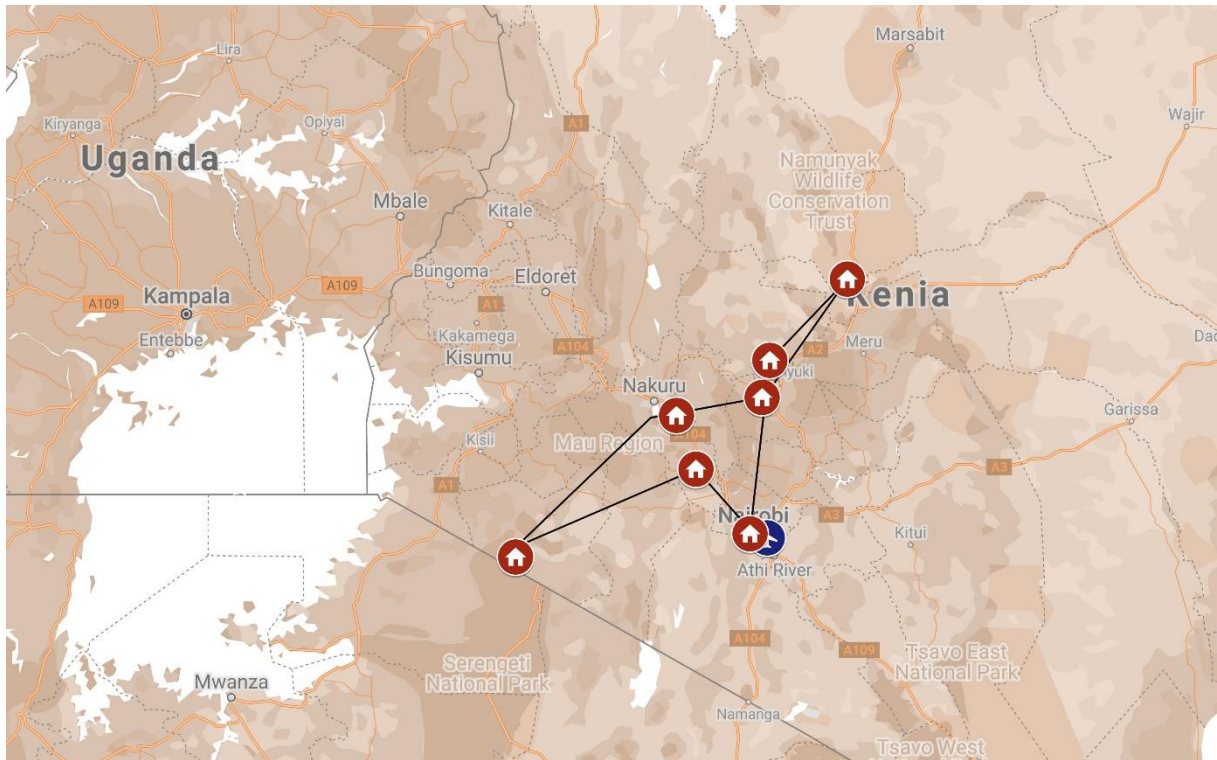 Marsabit
Lira
Wajir
Kiryanga
Opiyai
A1
Uganda
Namunyak
Wildlife
Conservation
Trust
Mbale
Kitale
Bungoma
Eldoret
A109
A109
A1
Kampala
Kenia
Entebbe
Kakamega
A104
A2
Meru
Kisumu
yuki
Nakuru
Garissa
Mau Region
A104
Kisii
A3
A1
Nairobi
A3
Kitui
Athi River
A104
A109
Tsavo East
National Park
Serengeti
National Park
Mwanza
Namanga
Tsavo West